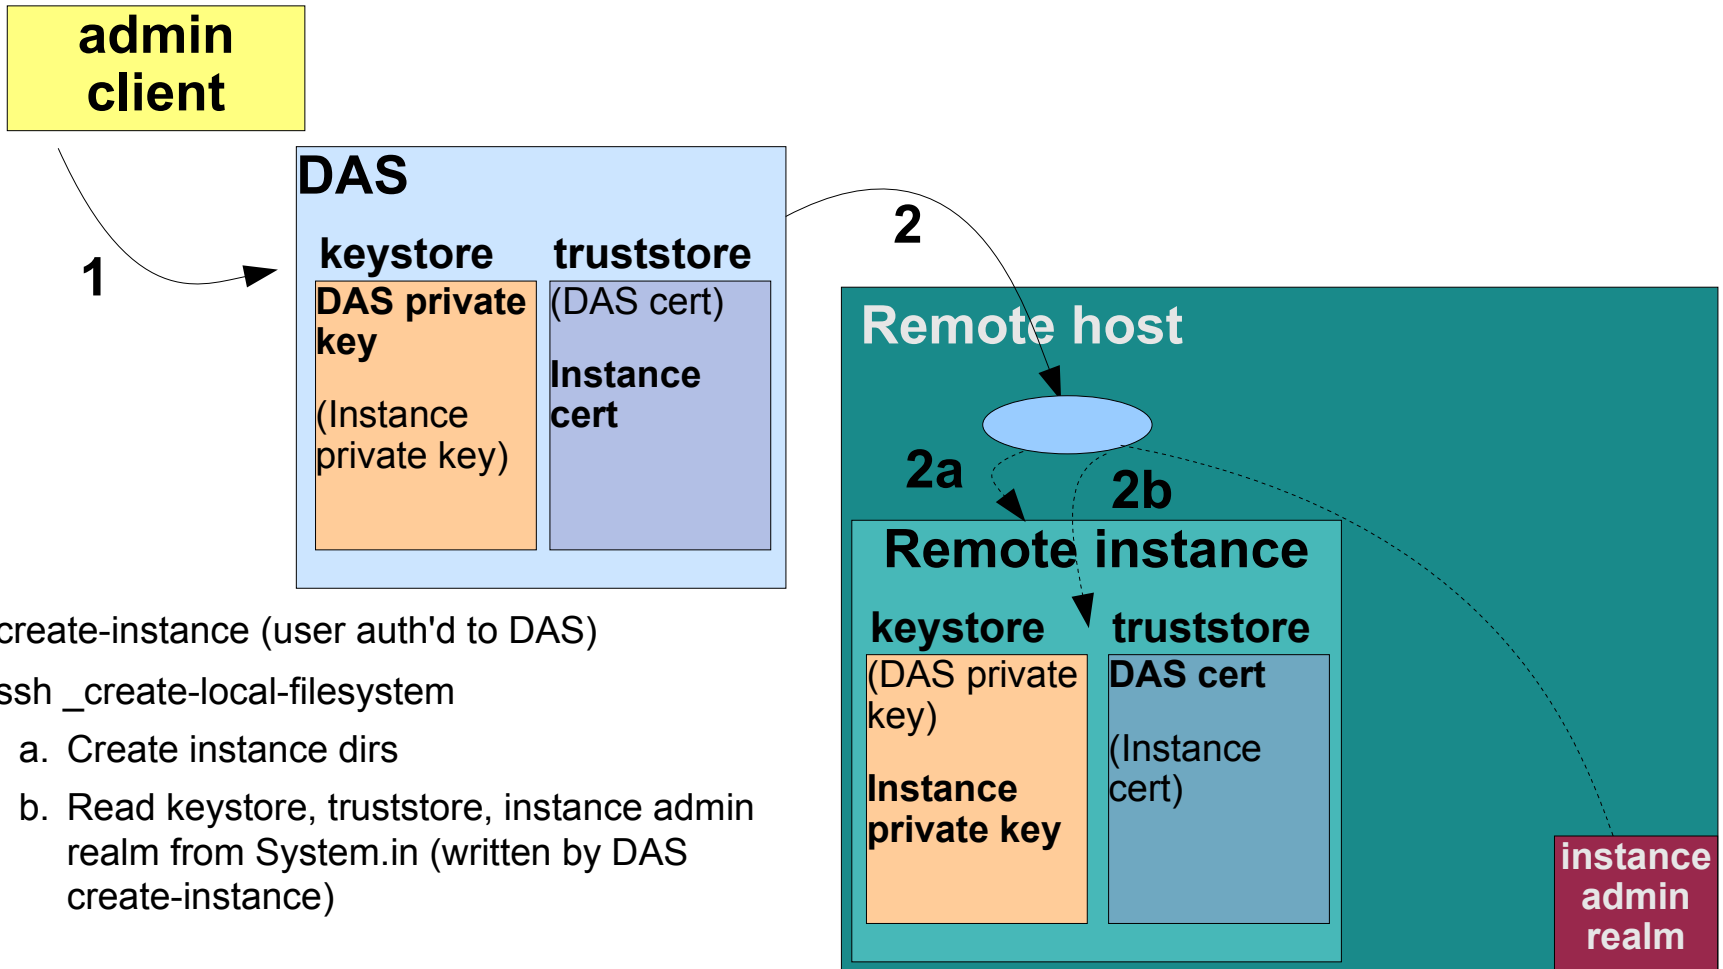 admin
client
DAS
keystore
truststore
DAS private
key
(Instance
private key)
(DAS cert)
Instance
cert
1
2
Remote host
2a
2b
Remote instance
keystore
truststore
(DAS private
key)
Instance
private key
DAS cert
(Instance
cert)
instance
admin
realm
create-instance (user auth'd to DAS)
ssh _create-local-filesystem
a. Create instance dirs
b. Read keystore, truststore, instance admin
realm from System.in (written by DAS
create-instance)